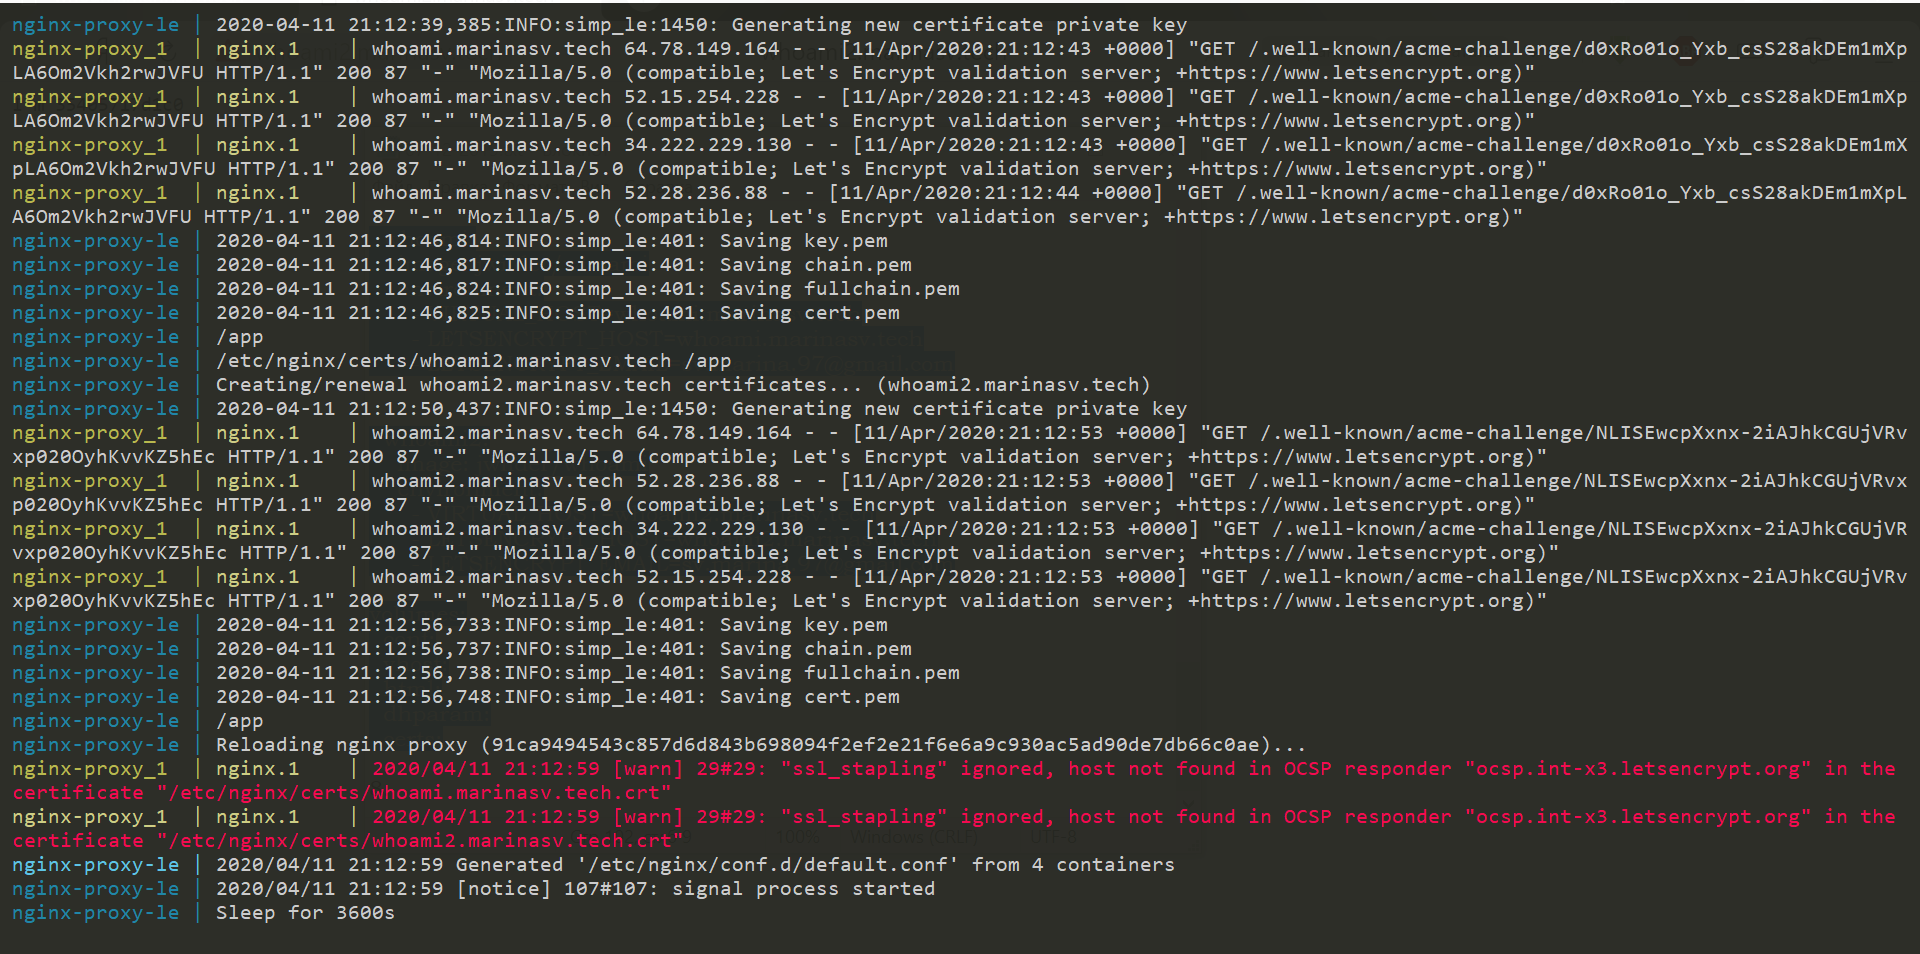 nginx-proxy-le | 2020-04-11 21:12:39,385:INFO:simp_le:1450: Generating new certificate private key
nginx-proxy_1  | nginx.1    | whoami.marinasv.tech 64.78.149.164 - - [11/Apr/2020:21:12:43 +0000] "GET /.well-known/acme-challenge/d0xRo01o_Yxb_csS28akDEm1mXp
LA6Om2Vkh2rwJVFU HTTP/1.1" 200 87 "-" "Mozilla/5.0 (compatible; Let's Encrypt validation server; +https://www.letsencrypt.org)"
nginx-proxy_1  | nginx.1    | whoami.marinasv.tech 52.15.254.228 - - [11/Apr/2020:21:12:43 +0000] "GET /.well-known/acme-challenge/d0xRo01o_Yxb_csS28akDEm1mXp
LA6Om2Vkh2rwJVFU HTTP/1.1" 200 87 "-" "Mozilla/5.0 (compatible; Let's Encrypt validation server; +https://www.letsencrypt.org)"
nginx-proxy_1  | nginx.1    | whoami.marinasv.tech 34.222.229.130 - - [11/Apr/2020:21:12:43 +0000] "GET /.well-known/acme-challenge/d0xRo01o_Yxb_csS28akDEm1mX
pLA6Om2Vkh2rwJVFU HTTP/1.1" 200 87 "-" "Mozilla/5.0 (compatible; Let's Encrypt validation server; +https://www.letsencrypt.org)"
nginx-proxy_1  | nginx.1    | whoami.marinasv.tech 52.28.236.88 - - [11/Apr/2020:21:12:44 +0000] "GET /.well-known/acme-challenge/d0xRo01o_Yxb_csS28akDEm1mXpL
A6Om2Vkh2rwJVFU HTTP/1.1" 200 87 "-" "Mozilla/5.0 (compatible; Let's Encrypt validation server; +https://www.letsencrypt.org)"
nginx-proxy-le | 2020-04-11 21:12:46,814:INFO:simp_le:401: Saving key.pem
nginx-proxy-le | 2020-04-11 21:12:46,817:INFO:simp_le:401: Saving chain.pem
nginx-proxy-le | 2020-04-11 21:12:46,824:INFO:simp_le:401: Saving fullchain.pem
nginx-proxy-le | 2020-04-11 21:12:46,825:INFO:simp_le:401: Saving cert.pem
nginx-proxy-le | /app
nginx-proxy-le | /etc/nginx/certs/whoami2.marinasv.tech /app
nginx-proxy-le | Creating/renewal whoami2.marinasv.tech certificates... (whoami2.marinasv.tech)
nginx-proxy-le | 2020-04-11 21:12:50,437:INFO:simp_le:1450: Generating new certificate private key
nginx-proxy_1  | nginx.1    | whoami2.marinasv.tech 64.78.149.164 - - [11/Apr/2020:21:12:53 +0000] "GET /.well-known/acme-challenge/NLISEwcpXxnx-2iAJhkCGUjVRv
xp020OyhKvvKZ5hEc HTTP/1.1" 200 87 "-" "Mozilla/5.0 (compatible; Let's Encrypt validation server; +https://www.letsencrypt.org)"
nginx-proxy_1  | nginx.1    | whoami2.marinasv.tech 52.28.236.88 - - [11/Apr/2020:21:12:53 +0000] "GET /.well-known/acme-challenge/NLISEwcpXxnx-2iAJhkCGUjVRvx
p020OyhKvvKZ5hEc HTTP/1.1" 200 87 "-" "Mozilla/5.0 (compatible; Let's Encrypt validation server; +https://www.letsencrypt.org)"
nginx-proxy_1  | nginx.1    | whoami2.marinasv.tech 34.222.229.130 - - [11/Apr/2020:21:12:53 +0000] "GET /.well-known/acme-challenge/NLISEwcpXxnx-2iAJhkCGUjVR
vxp020OyhKvvKZ5hEc HTTP/1.1" 200 87 "-" "Mozilla/5.0 (compatible; Let's Encrypt validation server; +https://www.letsencrypt.org)"
nginx-proxy_1  | nginx.1    | whoami2.marinasv.tech 52.15.254.228 - - [11/Apr/2020:21:12:53 +0000] "GET /.well-known/acme-challenge/NLISEwcpXxnx-2iAJhkCGUjVRv
xp020OyhKvvKZ5hEc HTTP/1.1" 200 87 "-" "Mozilla/5.0 (compatible; Let's Encrypt validation server; +https://www.letsencrypt.org)"
nginx-proxy-le | 2020-04-11 21:12:56,733:INFO:simp_le:401: Saving key.pem
nginx-proxy-le | 2020-04-11 21:12:56,737:INFO:simp_le:401: Saving chain.pem
nginx-proxy-le | 2020-04-11 21:12:56,738:INFO:simp_le:401: Saving fullchain.pem
nginx-proxy-le | 2020-04-11 21:12:56,748:INFO:simp_le:401: Saving cert.pem
nginx-proxy-le | /app
nginx-proxy-le | Reloading nginx proxy (91ca9494543c857d6d843b698094f2ef2e21f6e6a9c930ac5ad90de7db66c0ae)...
nginx-proxy_1  | nginx.1    | 2020/04/11 21:12:59 [warn] 29#29: "ssl_stapling" ignored, host not found in OCSP responder "ocsp.int-x3.letsencrypt.org" in the
certificate "/etc/nginx/certs/whoami.marinasv.tech.crt"
nginx-proxy_1  | nginx.1    | 2020/04/11 21:12:59 [warn] 29#29: "ssl_stapling" ignored, host not found in OCSP responder "ocsp.int-x3.letsencrypt.org" in the
certificate "/etc/nginx/certs/whoami2.marinasv.tech.crt"
nginx-proxy-le | 2020/04/11 21:12:59 Generated '/etc/nginx/conf.d/default.conf' from 4 containers
nginx-proxy-le | 2020/04/11 21:12:59 [notice] 107#107: signal process started
nginx-proxy-le | Sleep for 3600s